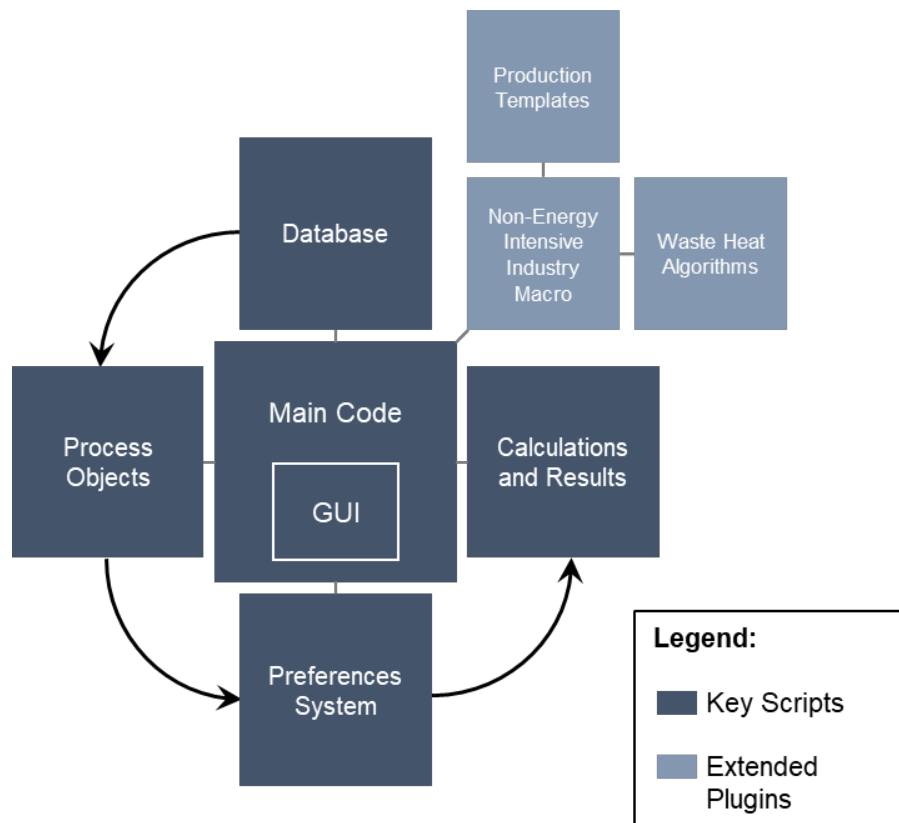 Production
Templates
Database
Non-Energy
Intensive
Industry
Macro
Waste Heat
Algorithms
Process
Objects
Main Code
GUI
Calculations
and Results
Preferences
System
Legend:
Key Scripts
Extended
Plugins